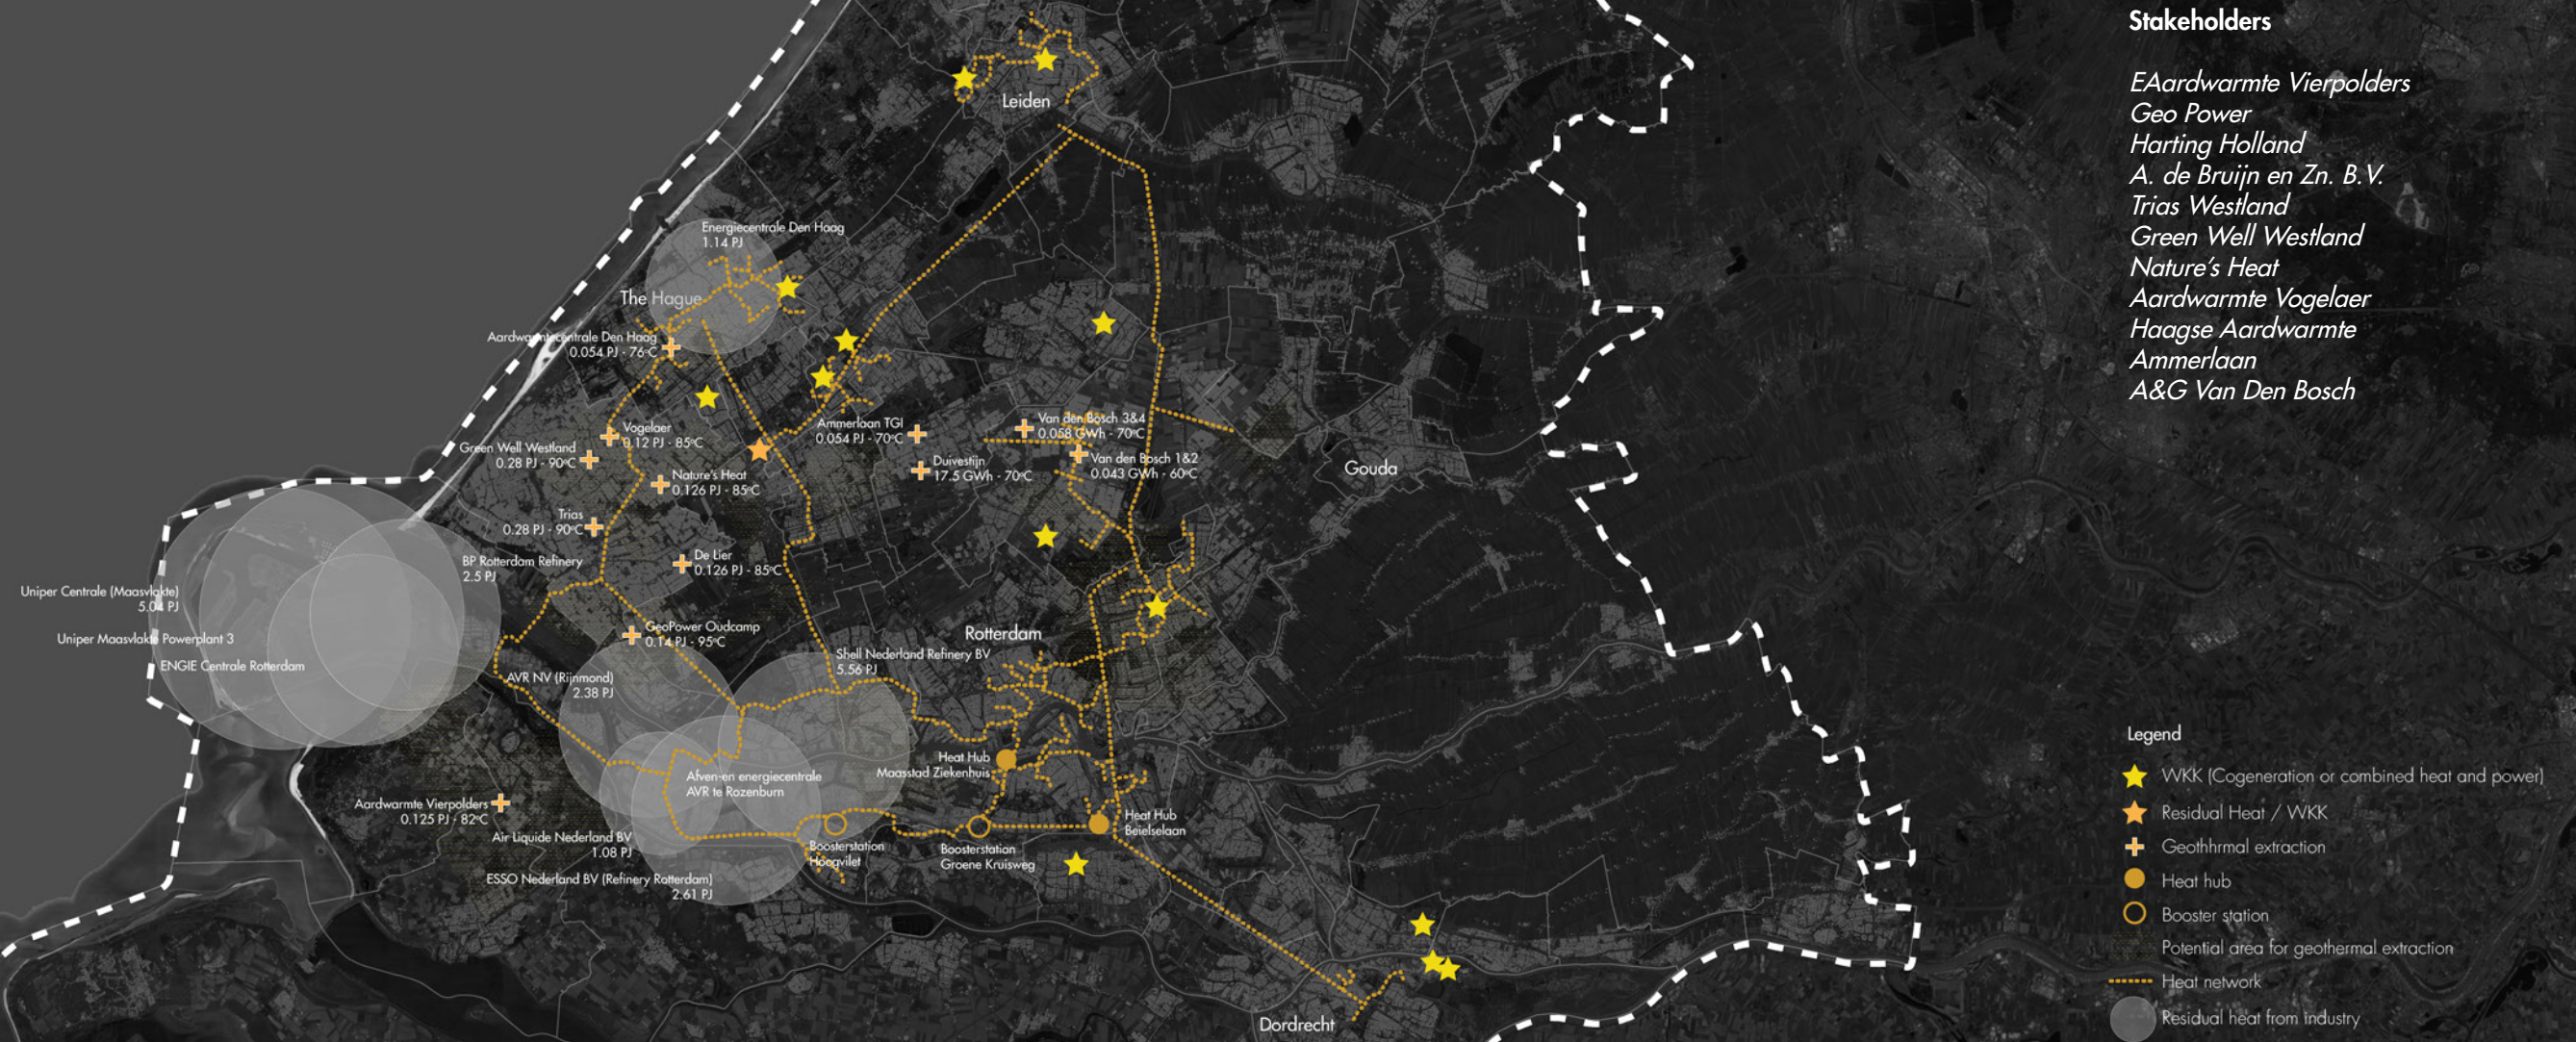 Stakeholders
EAardwarmte Vierpolders
Geo Power
Harting Holland
A. de Bruijn en Zn. B.V.
Trias Westland
Green Well Westland
Nature's Heat
Aardwarmte Vogelaer
Haagse Aardwarmte
Ammerlaan
A&G Van Den Bosch
Leiden
Energiecentrale Den Haag
1.14 PJ
The Hague
Aardwarmtecentrale Den Haag
0.054 PJ - 76°C
Vogelaer
0.12 PJ - 85°C
Green Well Westland
0.28 PJ - 90°C
Nature's Heat
0.126 PJ - 85°C
Trias
0.28 PJ - 90°C
De Lier
0.126 PJ - 85°C
Ammerlaan TGI
0.054 PJ - 70°C
Duivestijn
17.5 GWh - 70°C
Van den Bosch 3&4
0.058 GWh - 70°C
Van den Bosch 1&2
0.043 GWh - 60°C
Gouda
BP Rotterdam Refinery
2.5 PJ
Uniper Centrale (Maasvlakte)
5.04 PJ
Uniper Maasvlakte Powerplant 3
ENGIE Centrale Rotterdam
GeoPower Oudcamp
0.14 PJ - 95°C
Rotterdam
Shell Nederland Refinery BV
5.56 PJ
AVR NV (Rijnmond)
2.38 PJ
Heat Hub
Maasstad Ziekenhuis
Afven-en energiecentrale
AVR te Rozenburn
Aardwarmte Vierpolders
0.125 PJ - 82°C
Air Liquide Nederland BV
1.08 PJ
Boosterstation
Hoogvilet
Boosterstation
Groene Kruisweg
Heat Hub
Beielselaan
ESSO Nederland BV (Refinery Rotterdam)
2.61 PJ
Dordrecht
Legend
WKK (Cogeneration or combined heat and power)
Residual Heat / WKK
Geothhrmal extraction
Heat hub
Booster station
Potential area for geothermal extraction
Heat network
Residual heat from industry